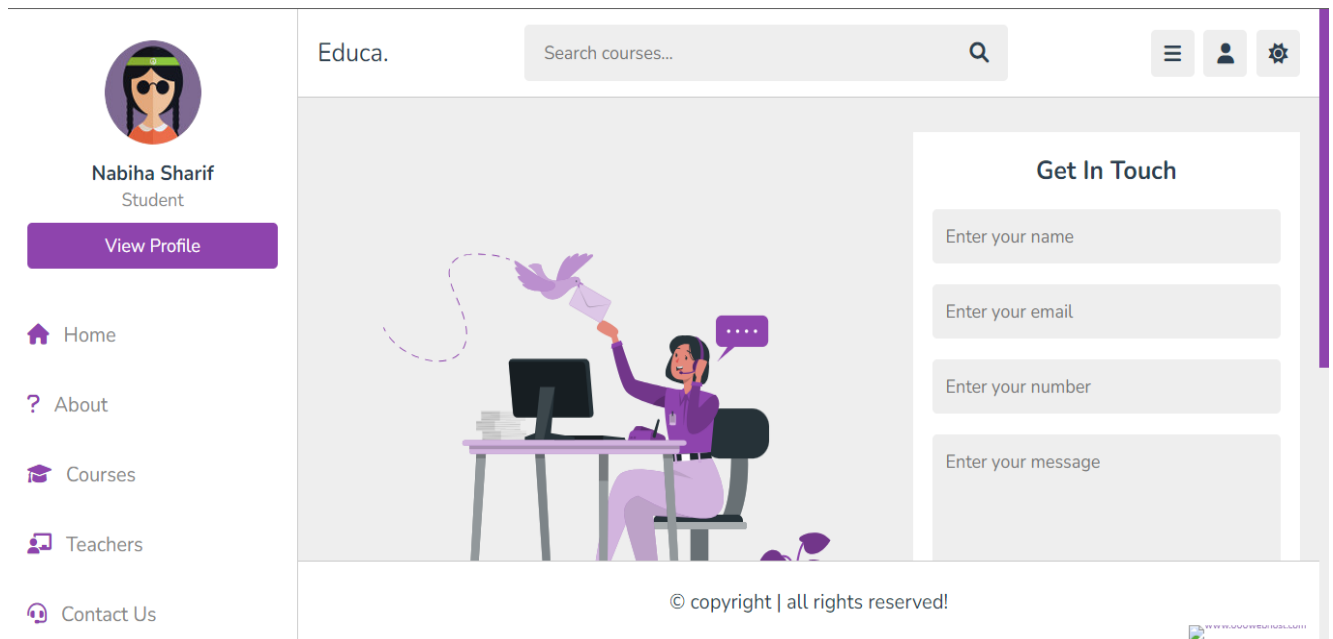 Nabiha Sharif
Student
View Profile
Home
? About
Courses
Teachers
Contact Us
Educa.
Search courses...
Get In Touch
Enter your name
Enter your email
Enter your number
Enter your message
© copyright | all rights reserved!